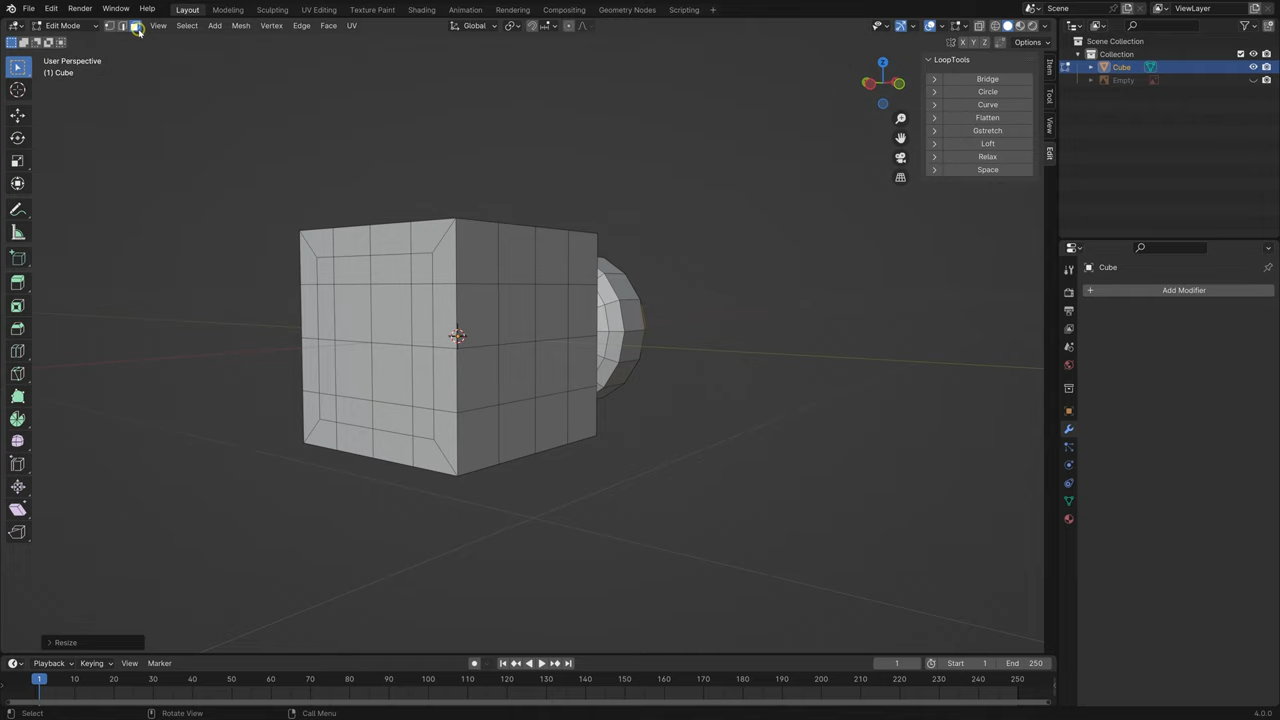 File Edit Render Window Help Layout Modeling Sculpting UV Editing Texture Paint Shading Animation Rendering Compositing Geometry Nodes Scripting Scene ViewLayer
Edit Mode View Select Add Mesh Vertex Edge Face UV Global
X Y Z Options
Scene Collection
Collection
Cube
Empty
User Perspective
(1) Cube
Z
LoopTools
Bridge
Circle
Curve
Flatten
Gstretch
Loft
Relax
Space
Item
Tool
View
Edit
Cube
Add Modifier
Resize
Playback Keying View Marker 1 Start 1 End 250
1 10 20 30 40 50 60 70 80 90 100 110 120 130 140 150 160 170 180 190 200 210 220 230 240 250
Select Rotate View Call Menu 4.0.0